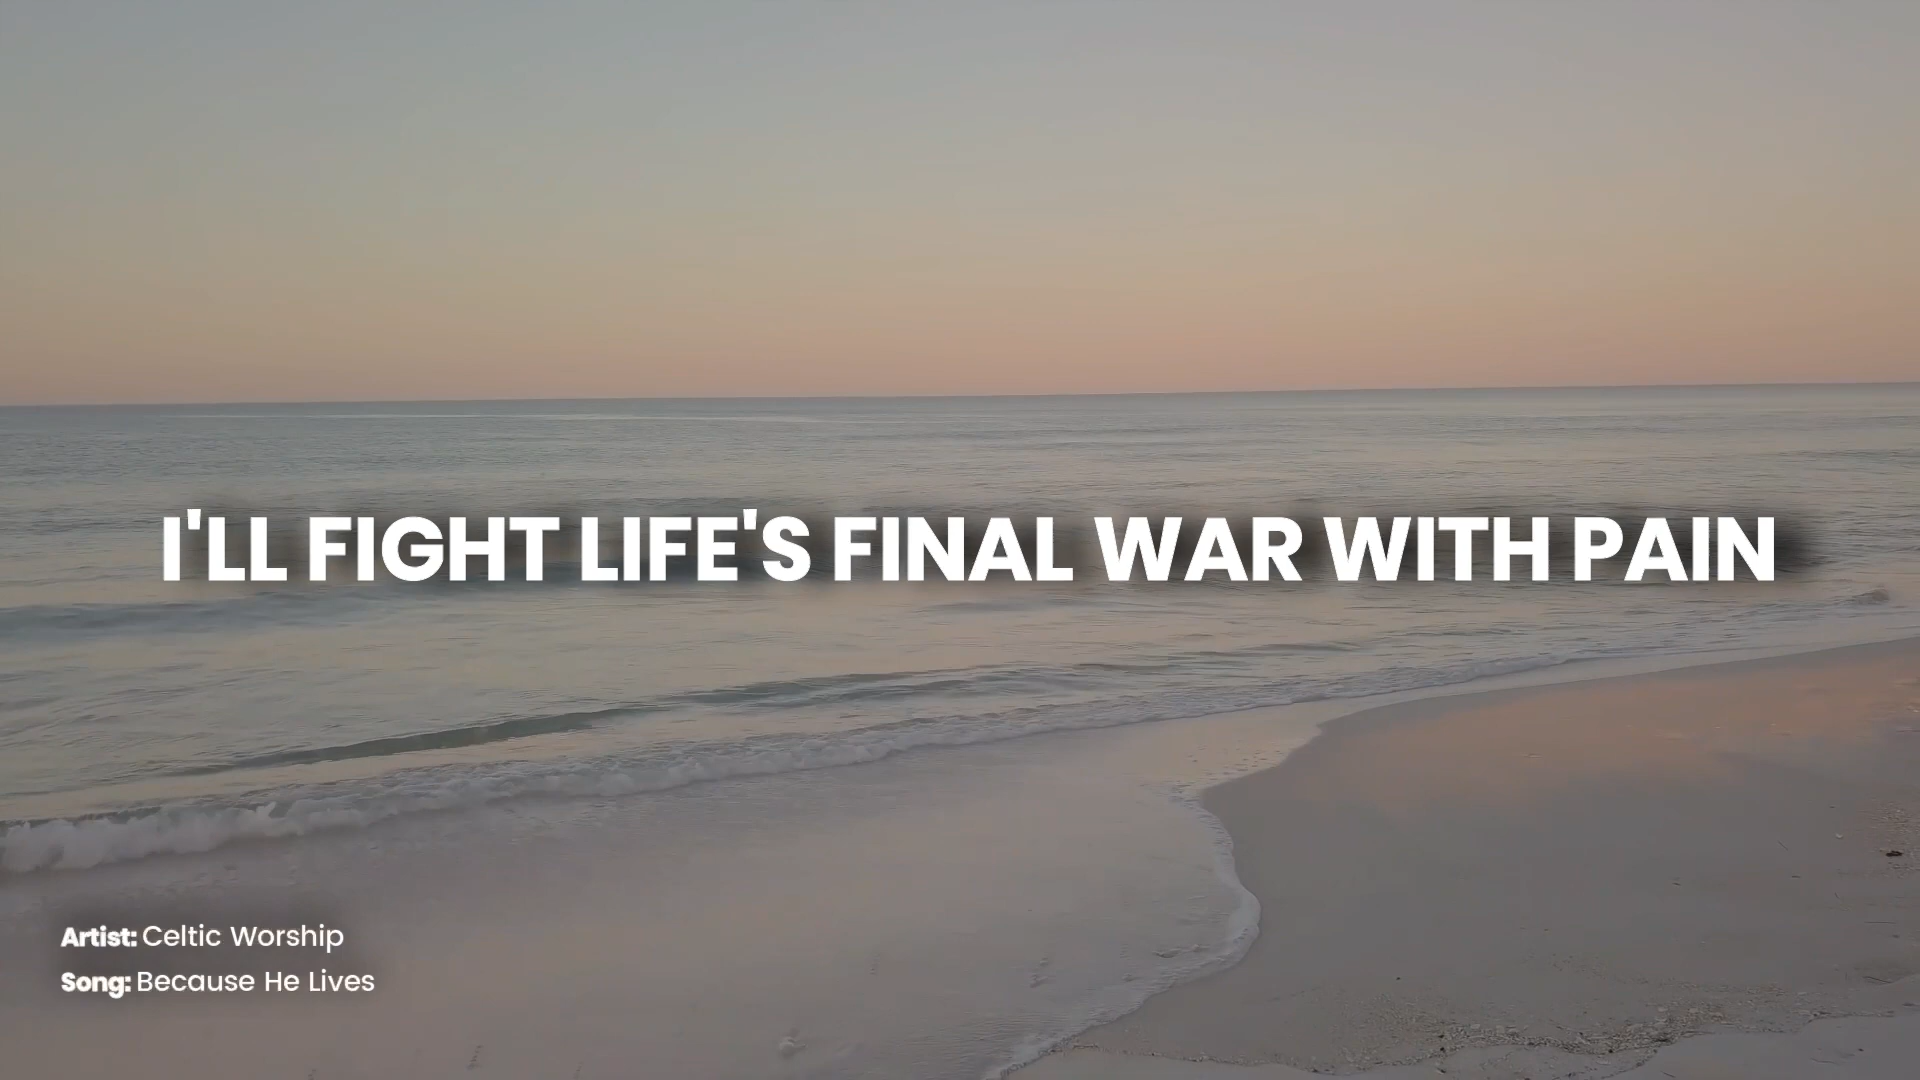 I'LL FIGHT LIFE'S FINAL WAR WITH PAIN
Artist: Celtic Worship
Song: Because He Lives